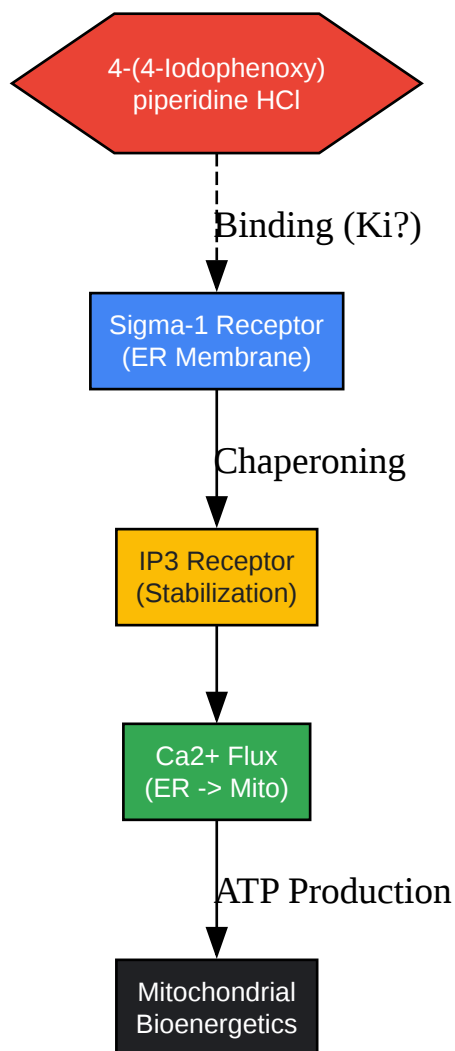 4-(4-Iodophenoxy)
piperidine HCl
Binding (Ki?)
Sigma-1 Receptor
(ER Membrane)
Chaperoning
IP3 Receptor
(Stabilization)
Ca2+ Flux
(ER -> Mito)
ATP Production
Mitochondrial
Bioenergetics